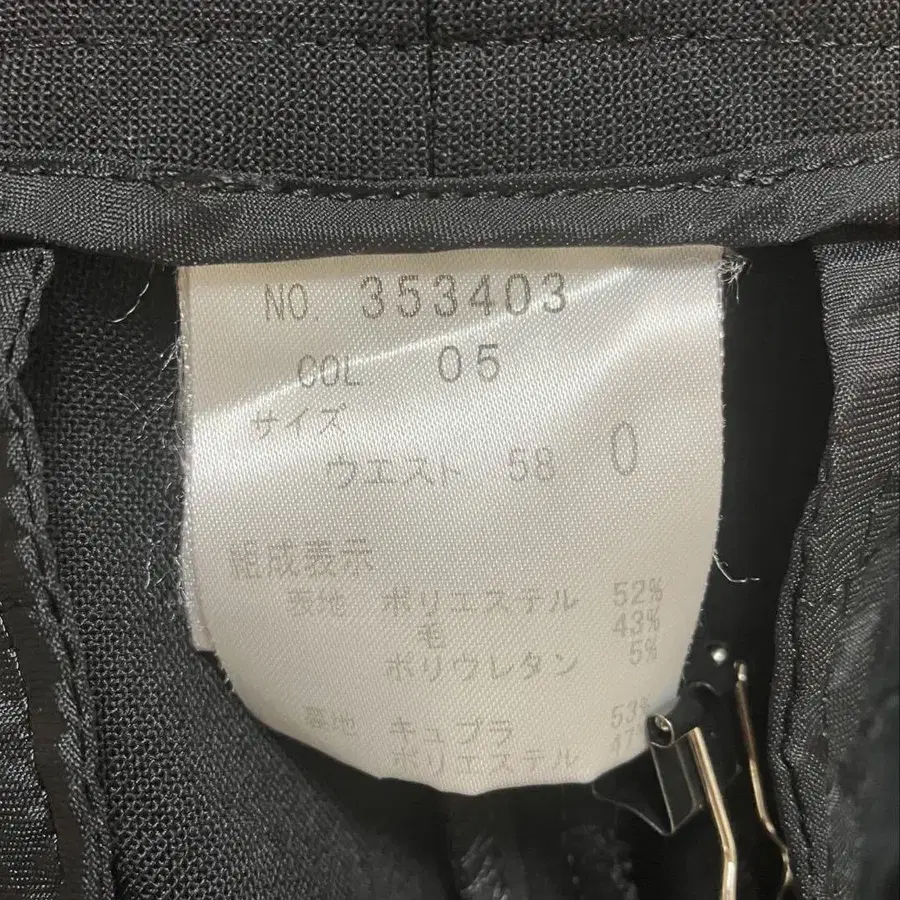 NO. 353403
COL. 05
サイズ
ウエスト 58 0
組成表示
表地 ポリエステル 52%
毛 43%
ポリウレタン 5%
裏地 キュプラ 53%
ポリエステル 47%